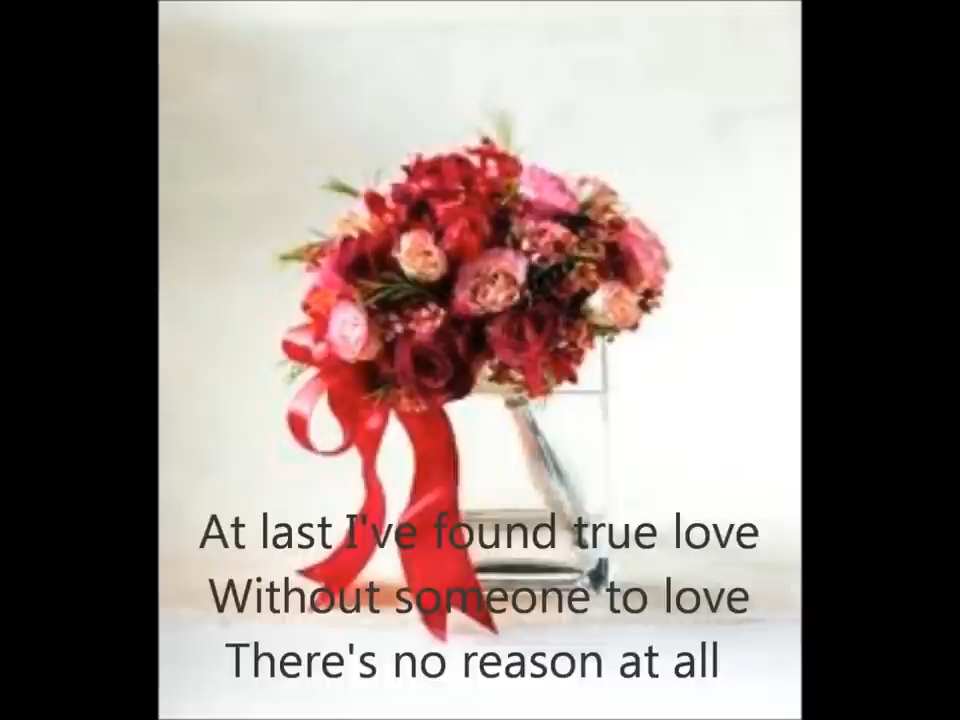 At last I've found true love
Without someone to love
There's no reason at all